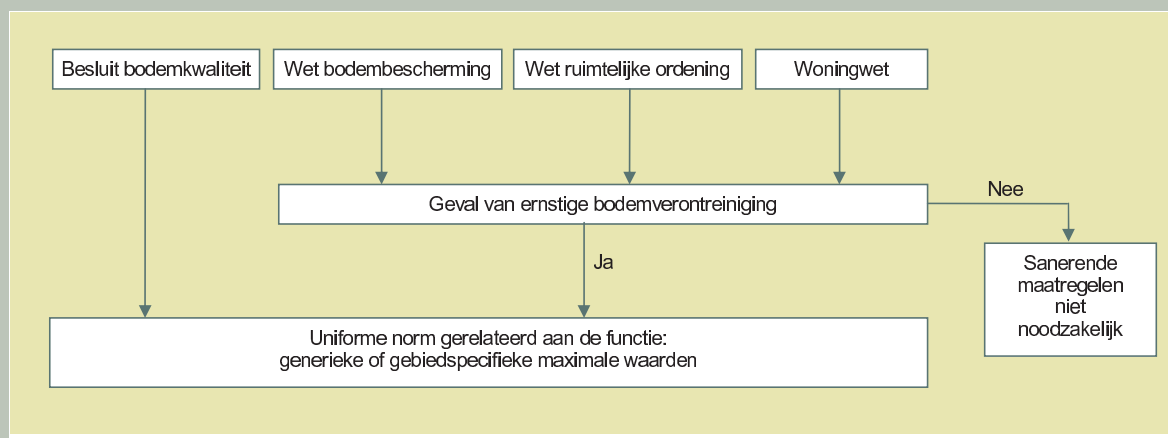 Besluit bodemkwaliteit
Wet bodembescherming
Wet ruimtelijke ordening
Woningwet
Geval van ernstige bodemverontreiniging
Nee
Ja
Sanerende
maatregelen
niet
noodzakelijk
Uniforme norm gerelateerd aan de functie:
generieke of gebiedspecifieke maximale waarden